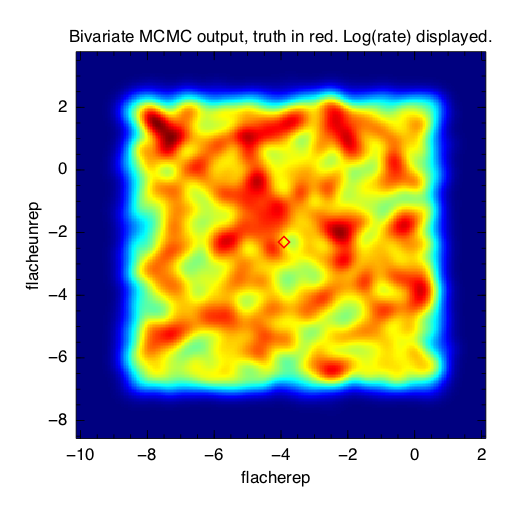 Bivariate MCMC output, truth in red. Log(rate) displayed.
2
0
−2
−4
−6
−8
flacheunrep
−10 −8 −6 −4 −2 0 2
flacherep